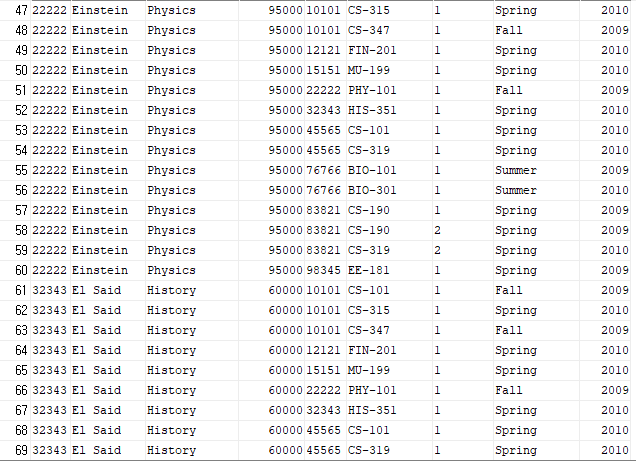 47 22222 Einstein Physics 95000 10101 CS-315 1 Spring 2010
48 22222 Einstein Physics 95000 10101 CS-347 1 Fall 2009
49 22222 Einstein Physics 95000 12121 FIN-201 1 Spring 2010
50 22222 Einstein Physics 95000 15151 MU-199 1 Spring 2010
51 22222 Einstein Physics 95000 22222 PHY-101 1 Fall 2009
52 22222 Einstein Physics 95000 32343 HIS-351 1 Spring 2010
53 22222 Einstein Physics 95000 45565 CS-101 1 Spring 2010
54 22222 Einstein Physics 95000 45565 CS-319 1 Spring 2010
55 22222 Einstein Physics 95000 76766 BIO-101 1 Summer 2009
56 22222 Einstein Physics 95000 76766 BIO-301 1 Summer 2010
57 22222 Einstein Physics 95000 83821 CS-190 1 Spring 2009
58 22222 Einstein Physics 95000 83821 CS-190 2 Spring 2009
59 22222 Einstein Physics 95000 83821 CS-319 2 Spring 2010
60 22222 Einstein Physics 95000 98345 EE-181 1 Spring 2009
61 32343 El Said History 60000 10101 CS-101 1 Fall 2009
62 32343 El Said History 60000 10101 CS-315 1 Spring 2010
63 32343 El Said History 60000 10101 CS-347 1 Fall 2009
64 32343 El Said History 60000 12121 FIN-201 1 Spring 2010
65 32343 El Said History 60000 15151 MU-199 1 Spring 2010
66 32343 El Said History 60000 22222 PHY-101 1 Fall 2009
67 32343 El Said History 60000 32343 HIS-351 1 Spring 2010
68 32343 El Said History 60000 45565 CS-101 1 Spring 2010
69 32343 El Said History 60000 45565 CS-319 1 Spring 2010